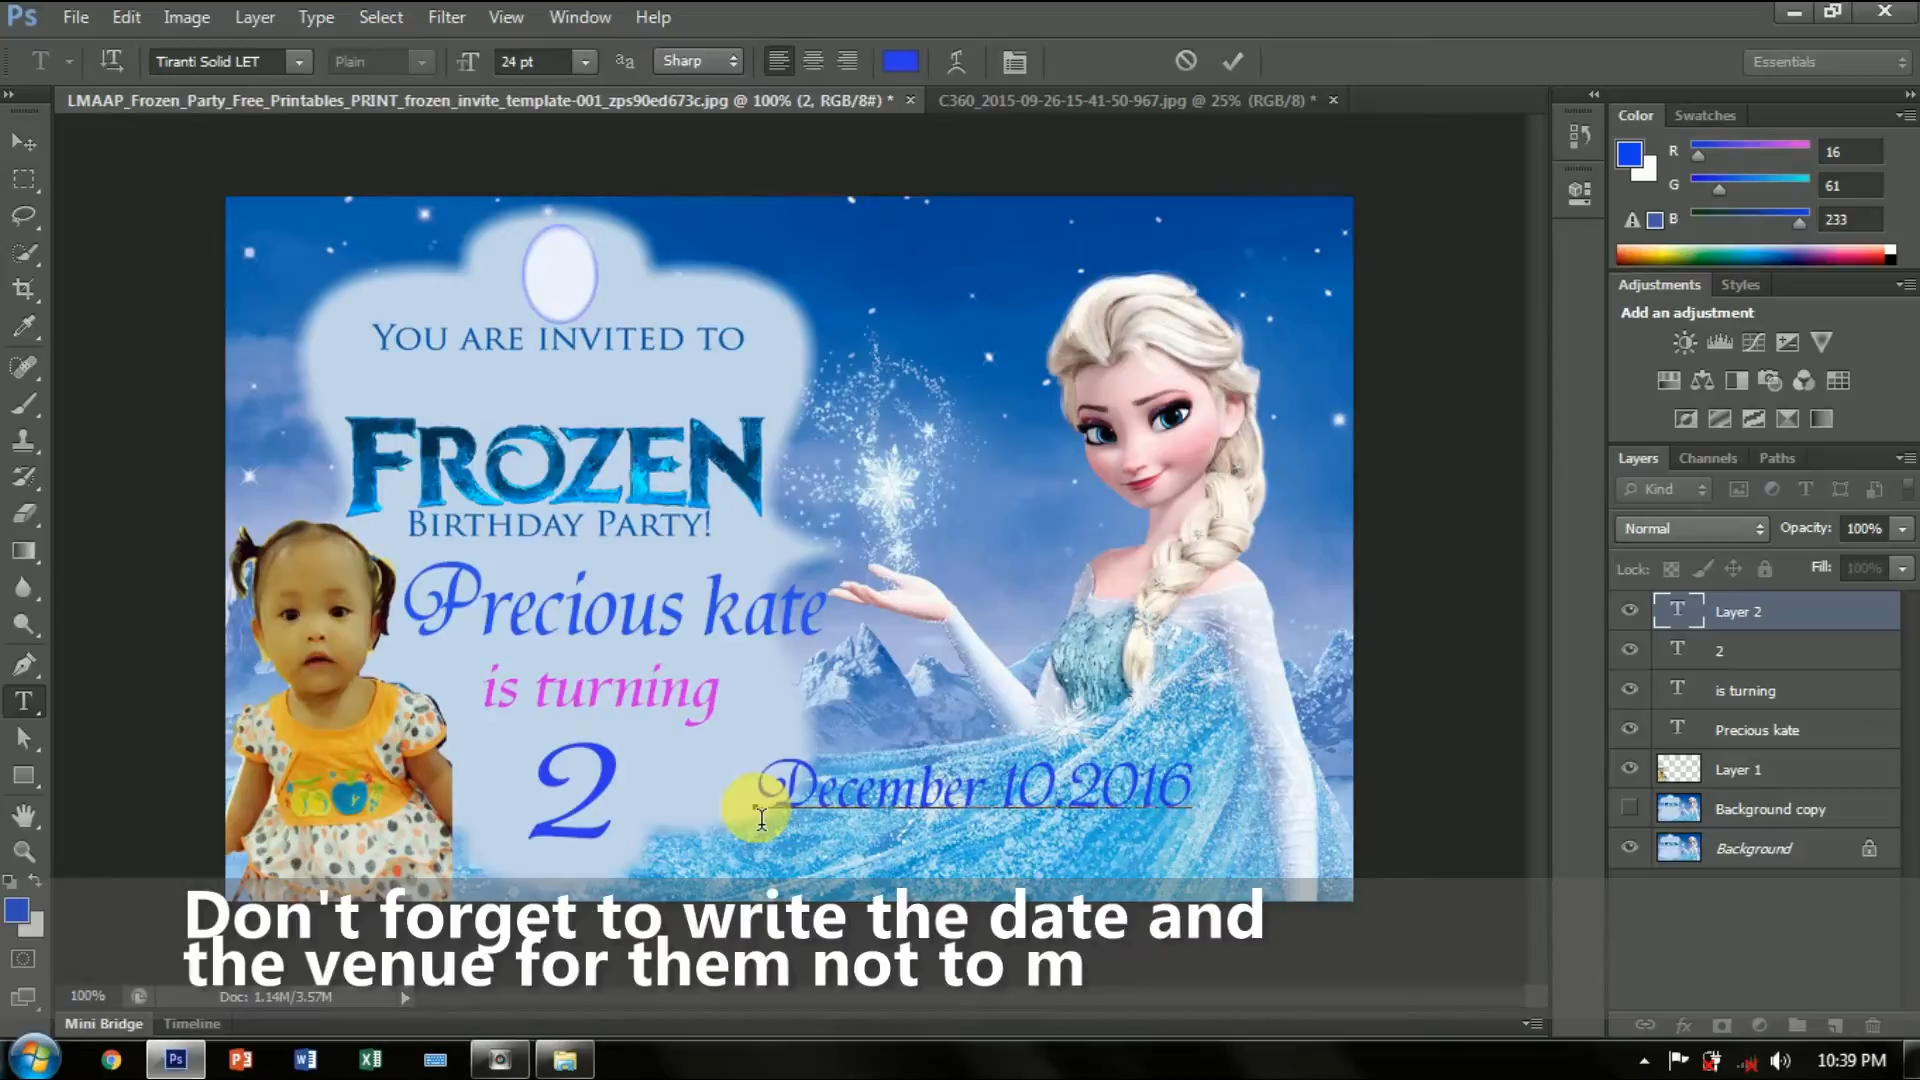 Ps File Edit Image Layer Type Select Filter View Window Help
T Tiranti Solid LET Plain 24 pt aa Sharp Essentials
LMAAP_Frozen_Party_Free_Printables_PRINT_frozen_invite_template-001_zps90ed673c.jpg @ 100% (2, RGB/8#) * × C360_2015-09-26-15-41-50-967.jpg @ 25% (RGB/8) * ×
Color Swatches
R 16
G 61
B 233
Adjustments Styles
Add an adjustment
Layers Channels Paths
Kind
Normal Opacity: 100%
Lock: Fill: 100%
Layer 2
2
is turning
Precious kate
Layer 1
Background copy
Background
YOU ARE INVITED TO
FROZEN
BIRTHDAY PARTY!
Precious kate
is turning
2
December 10.2016
Don't forget to write the date and
the venue for them not to m
100% Doc: 1.14M/3.57M
Mini Bridge Timeline
10:39 PM